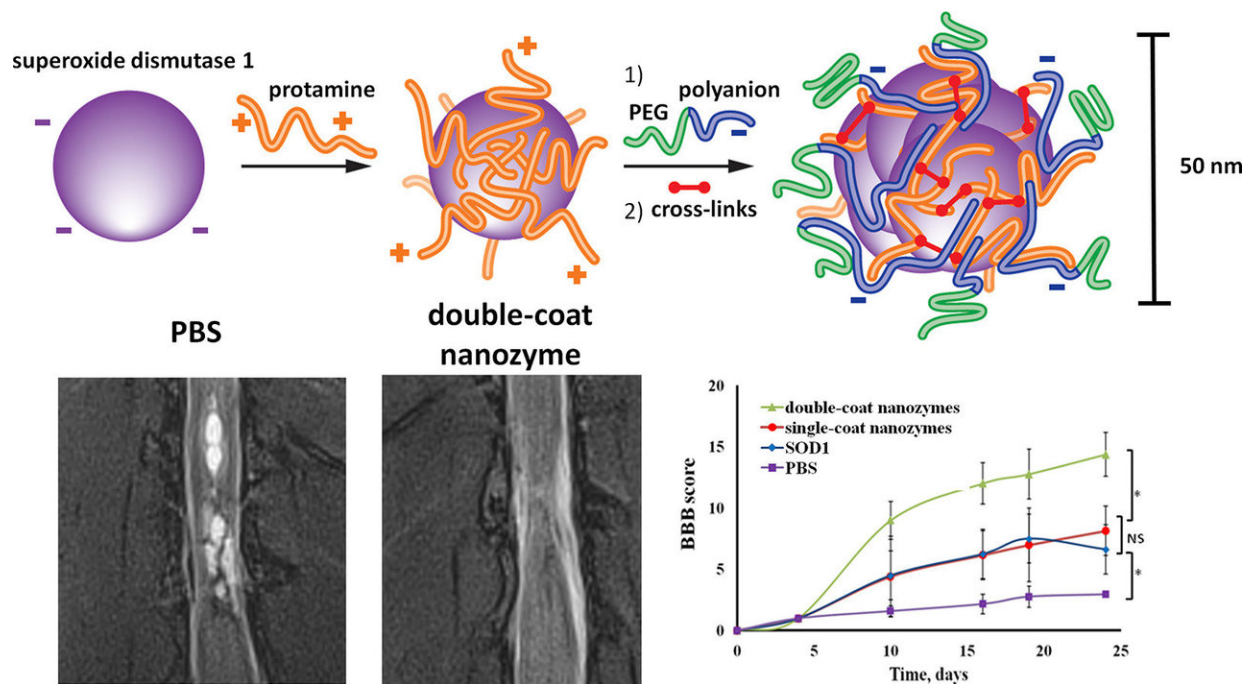 superoxide dismutase 1
-
-
-
protamine
+
+
+
+
+
1)
PEG
polyanion
-
2)
cross-links
-
-
-
-
50 nm
PBS
double-coat
nanozyme
20
15
10
5
0
BBB score
double-coat nanozymes
single-coat nanozymes
SOD1
PBS
*
NS
*
0
5
10
15
20
25
Time, days